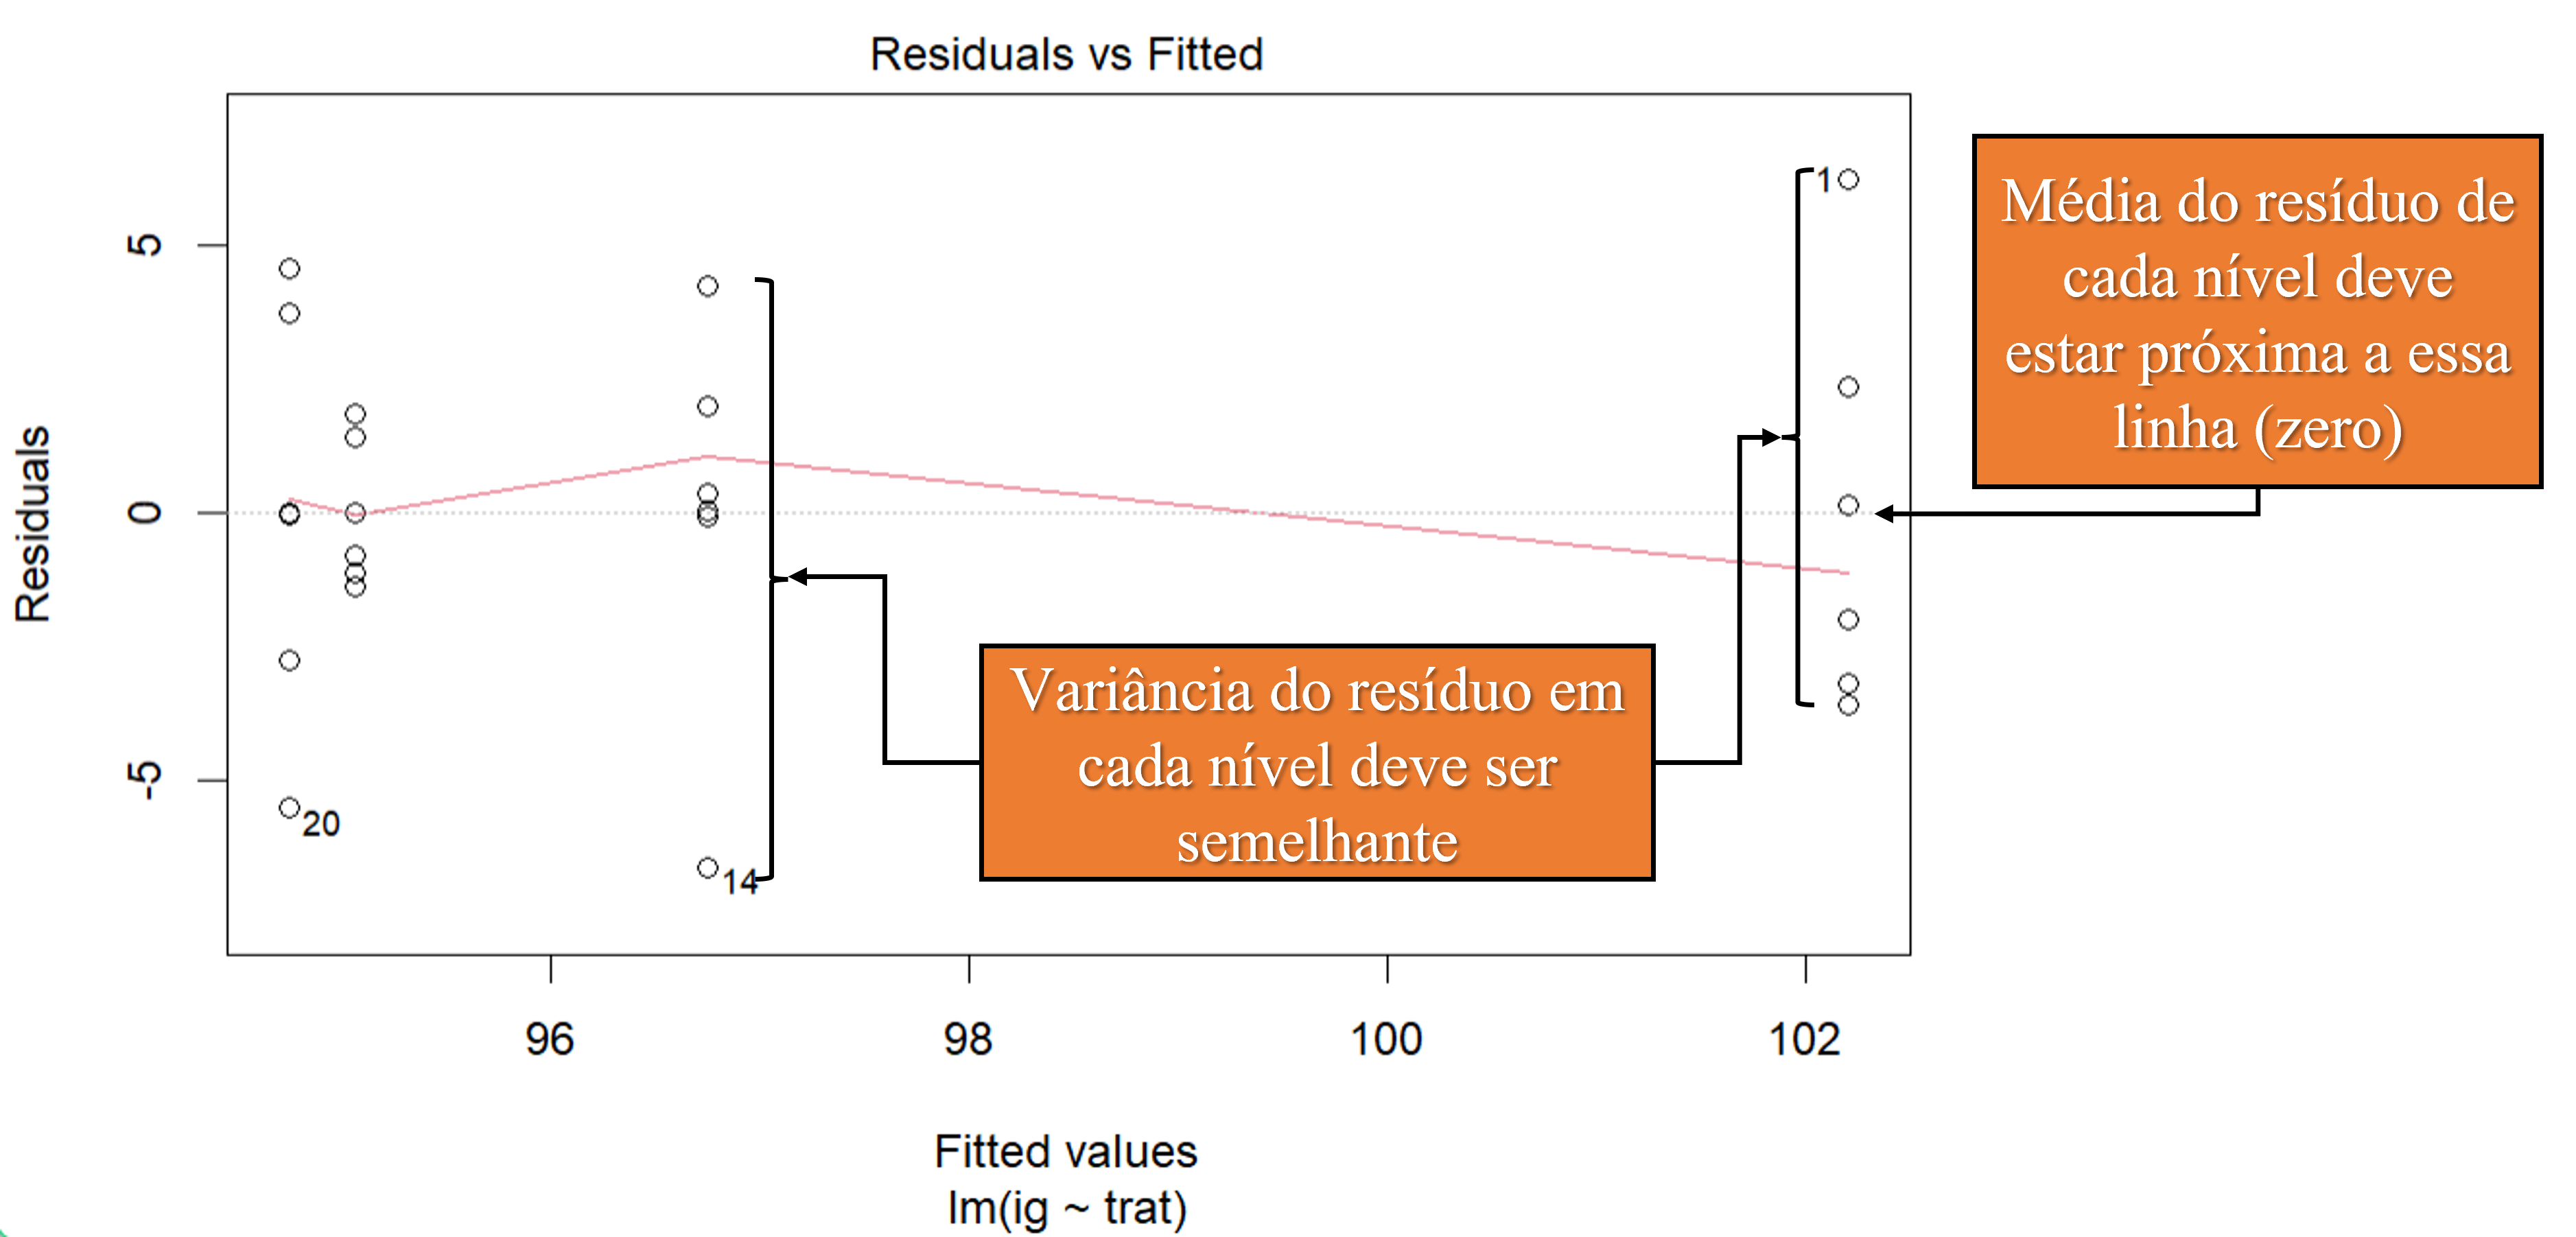 Residuals vs Fitted
Residuals
5
0
-5
1
20
14
Média do resíduo de
cada nível deve
estar próxima a essa
linha (zero)
Variância do resíduo em
cada nível deve ser
semelhante
96 98 100 102
Fitted values
lm(ig ~ trat)